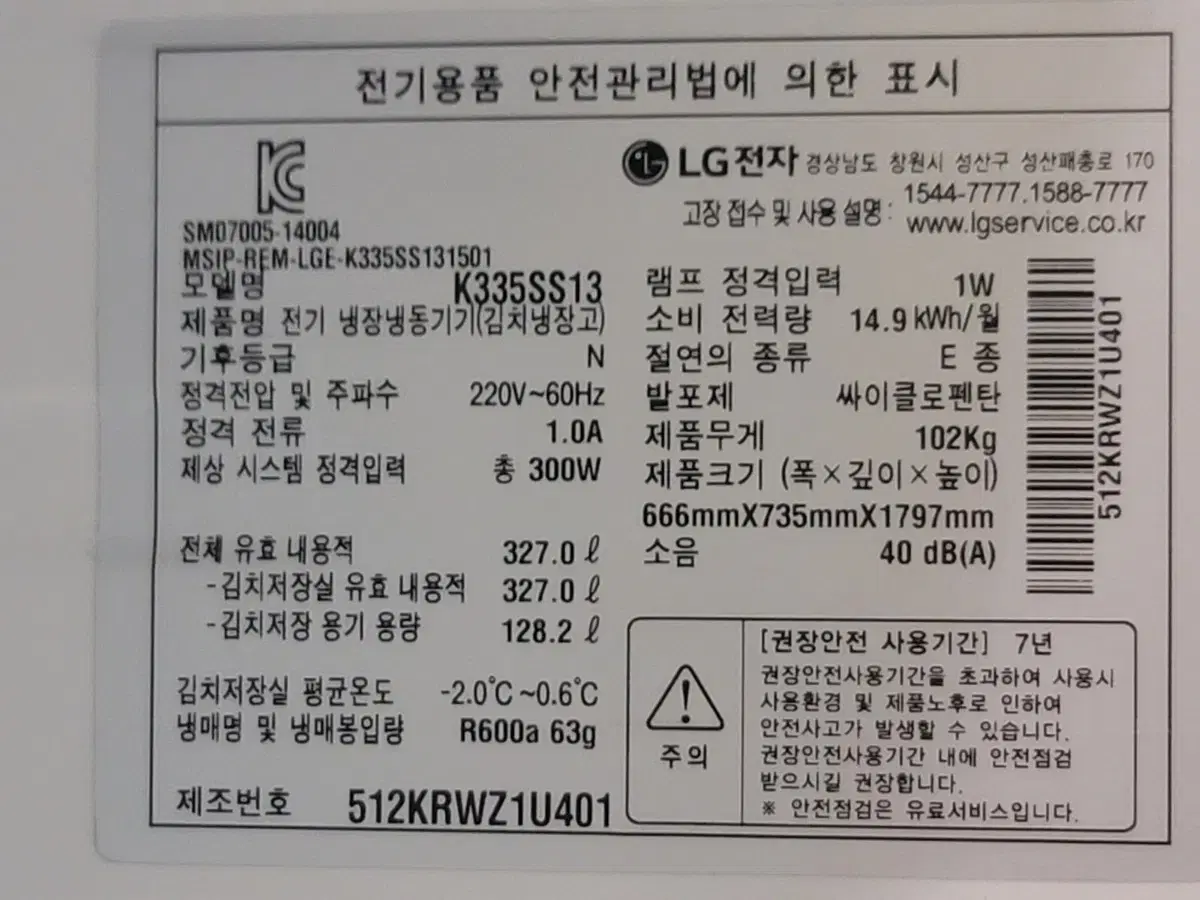 전기용품 안전관리법에 의한 표시
SM07005-14004
MSIP-REM-LGE-K335SS131501
모델명 K335SS13
제품명 전기 냉장냉동기기(김치냉장고)
기후등급 N
정격전압 및 주파수 220V~60Hz
정격 전류 1.0A
제상 시스템 정격입력 총 300W
전체 유효 내용적 327.0 ℓ
-김치저장실 유효 내용적 327.0 ℓ
-김치저장 용기 용량 128.2 ℓ
김치저장실 평균온도 -2.0℃ ~0.6℃
냉매명 및 냉매봉입량 R600a 63g
제조번호 512KRWZ1U401
LG전자 경상남도 창원시 성산구 성산패총로 170
1544-7777.1588-7777
고장 접수 및 사용 설명: www.lgservice.co.kr
램프 정격입력 1W
소비 전력량 14.9 kWh/월
절연의 종류 E 종
발포제 싸이클로펜탄
제품무게 102Kg
제품크기 (폭×깊이×높이)
666mmX735mmX1797mm
소음 40 dB(A)
512KRWZ1U401
주의
[권장안전 사용기간] 7년
권장안전사용기간을 초과하여 사용시
사용환경 및 제품노후로 인하여
안전사고가 발생할 수 있습니다.
권장안전사용기간 내에 안전점검
받으시길 권장합니다.
※ 안전점검은 유료서비스입니다.